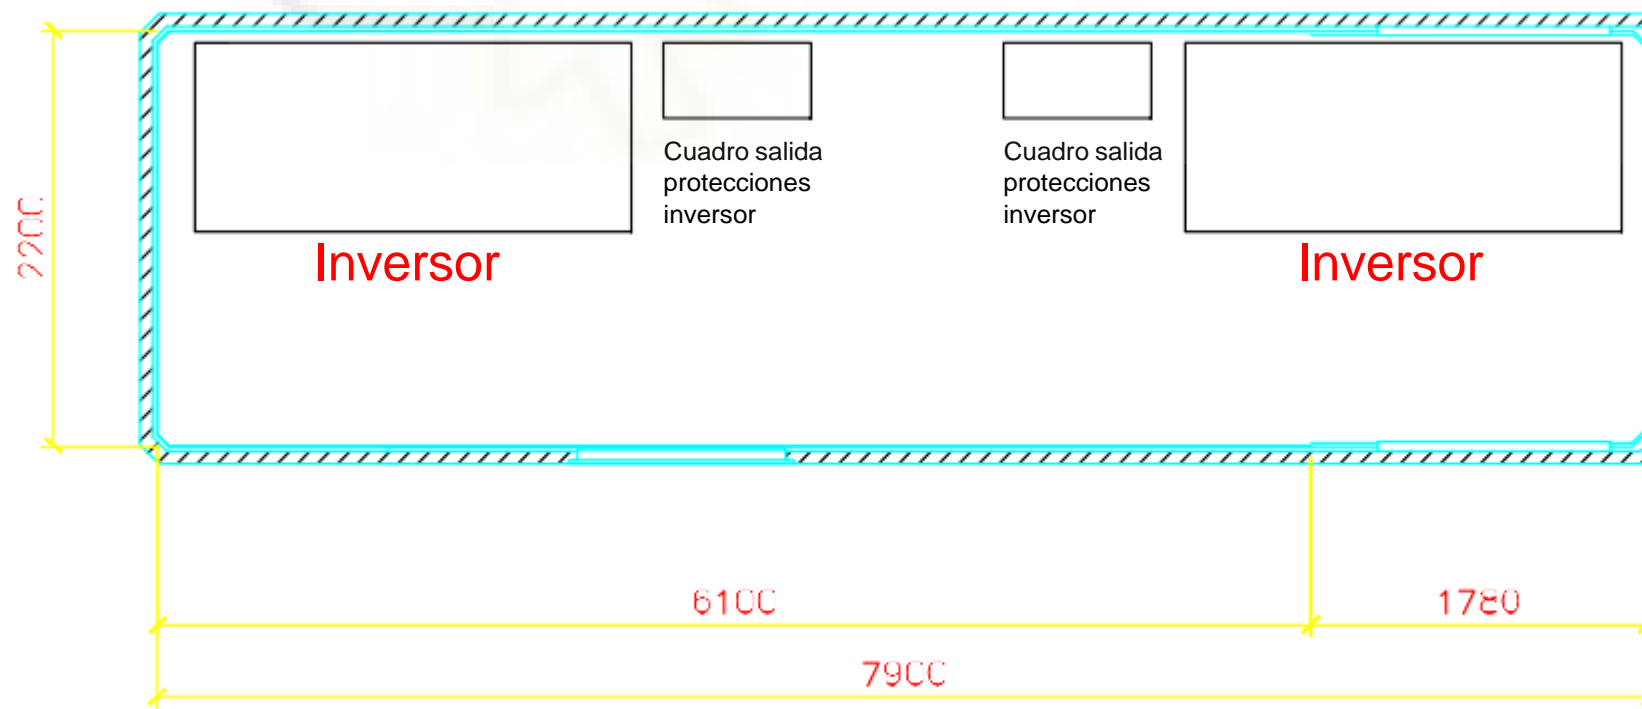 Cuadro salida
protecciones
inversor
Cuadro salida
protecciones
inversor
2200
Inversor
Inversor
6100
1780
7900